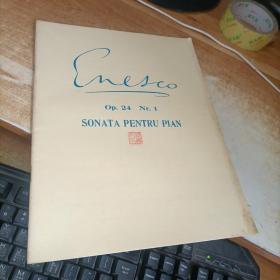 Enesco
Op. 24 Nr. 1
SONATA PENTRU PIAN